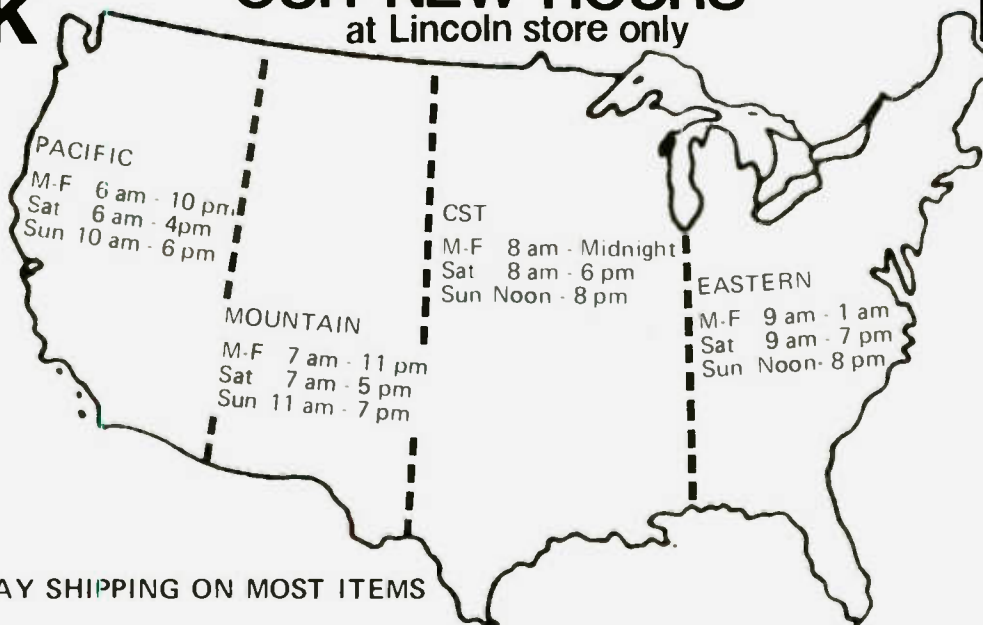 OUR NEW HOURS
at Lincoln store only
PACIFIC
M-F 6 am - 10 pm
Sat 6 am - 4pm
Sun 10 am - 6 pm
MOUNTAIN
M-F 7 am - 11 pm
Sat 7 am - 5 pm
Sun 11 am - 7 pm
CST
M-F 8 am - Midnight
Sat 8 am - 6 pm
Sun Noon - 8 pm
EASTERN
M-F 9 am - 1 am
Sat 9 am - 7 pm
Sun Noon- 8 pm
SHIPPING ON MOST ITEMS